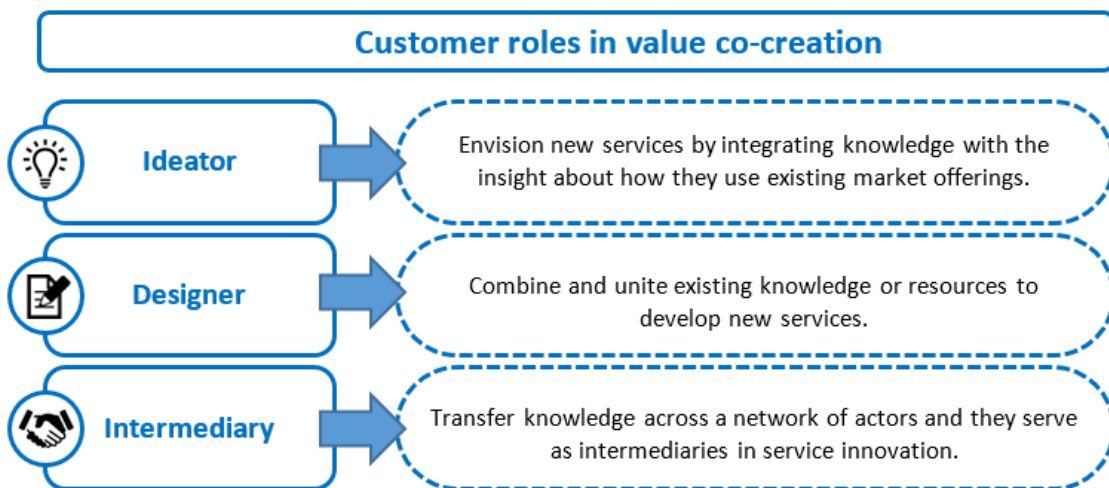 Customer roles in value co-creation
Ideator
Envision new services by integrating knowledge with the
insight about how they use existing market offerings.
Designer
Combine and unite existing knowledge or resources to
develop new services.
Intermediary
Transfer knowledge across a network of actors and they serve
as intermediaries in service innovation.